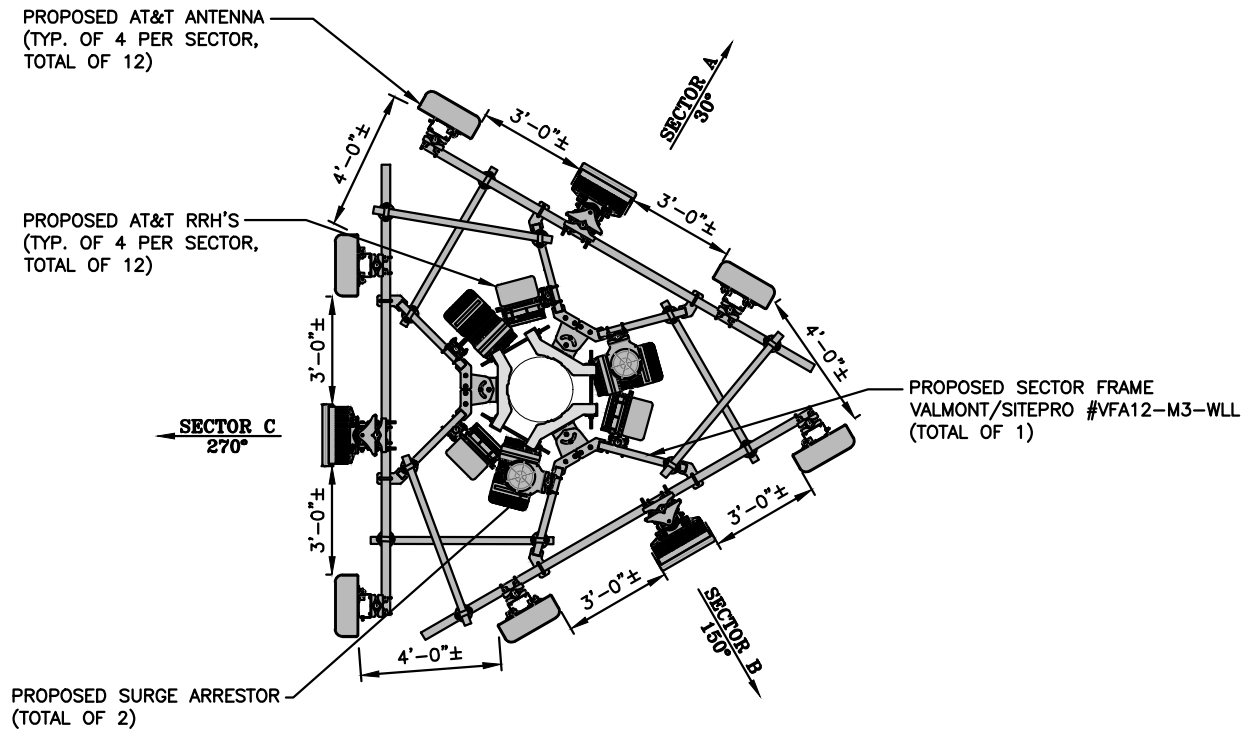 PROPOSED AT&T ANTENNA
(TYP. OF 4 PER SECTOR,
TOTAL OF 12)
SECTOR A
30°
3'-0"±
4'-0"±
3'-0"±
PROPOSED AT&T RRH'S
(TYP. OF 4 PER SECTOR,
TOTAL OF 12)
3'-0"±
4'-0"±
PROPOSED SECTOR FRAME
VALMONT/SITEPRO #VFA12-M3-WLL
(TOTAL OF 1)
SECTOR C
270°
3'-0"±
3'-0"±
3'-0"±
SECTOR B
150°
4'-0"±
PROPOSED SURGE ARRESTOR
(TOTAL OF 2)